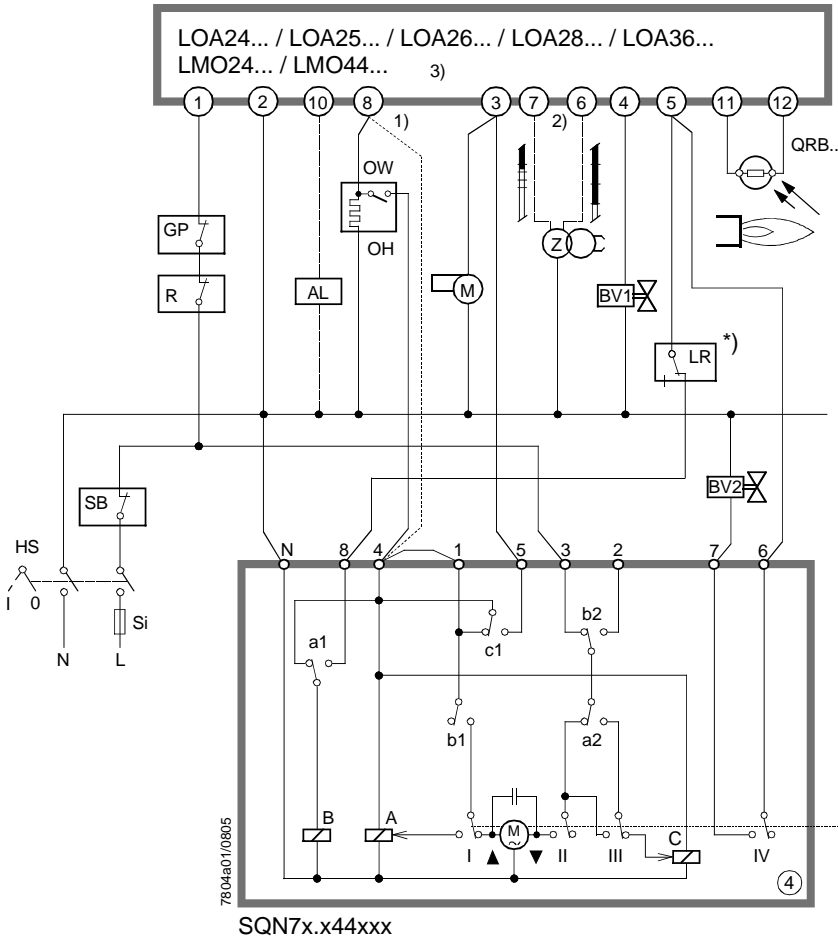 LOA24... / LOA25... / LOA26... / LOA28... / LOA36...
LMO24... / LMO44... 3)
1 2 10 8 3 7 6 4 5 11 12
1) 2)
QRB..
OW
GP
OH
Z
R AL M BV1
LR *)
BV2
SB
HS
N 8 4 1 5 3 2 7 6
I 0
Si
a1 c1 b2
N L
b1 a2
B A M ~ C
I ▲ ▼ II III IV
4
7804a01/0805
SQN7x.x44xxx